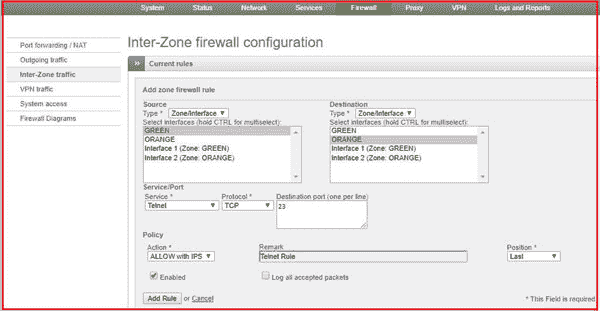 System Status Network Services Firewall Proxy VPN Logs and Reports
Port forwarding / NAT
Outgoing traffic
Inter-Zone traffic
VPN traffic
System access
Firewall Diagrams
Inter-Zone firewall configuration
Current rules
Add zone firewall rule
Source
Type * Zone/Interface
Select interfaces (hold CTRL for multiselect):
GREEN
ORANGE
Interface 1 (Zone: GREEN)
Interface 2 (Zone: ORANGE)
Destination
Type * Zone/Interface
Select interfaces (hold CTRL for multiselect):
GREEN
ORANGE
Interface 1 (Zone: GREEN)
Interface 2 (Zone: ORANGE)
Service/Port
Service * Protocol * Destination port (one per line)
Telnet TCP 23
Policy
Action * Remark Position *
ALLOW with IPS Telnet Rule Last
Enabled Log all accepted packets
Add Rule or Cancel * This Field is required